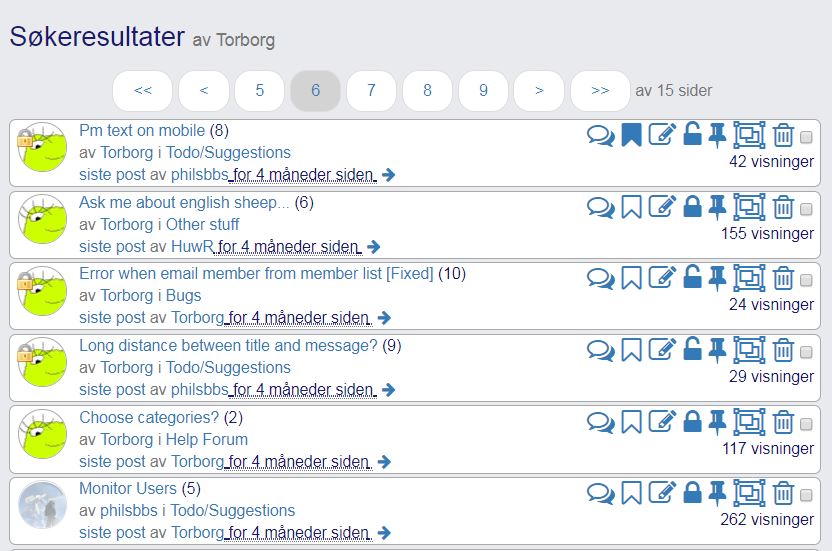 Søkeresultater av Torborg
<< < 5 6 7 8 9 > >> av 15 sider
Pm text on mobile (8)
av Torborg i Todo/Suggestions
42 visninger
siste post av philsbbs for 4 måneder siden
Ask me about english sheep... (6)
av Torborg i Other stuff
155 visninger
siste post av HuwR for 4 måneder siden
Error when email member from member list [Fixed] (10)
av Torborg i Bugs
24 visninger
siste post av Torborg for 4 måneder siden
Long distance between title and message? (9)
av Torborg i Todo/Suggestions
29 visninger
siste post av philsbbs for 4 måneder siden
Choose categories? (2)
av Torborg i Help Forum
117 visninger
siste post av Torborg for 4 måneder siden
Monitor Users (5)
av philsbbs i Todo/Suggestions
262 visninger
siste post av Torborg for 4 måneder siden